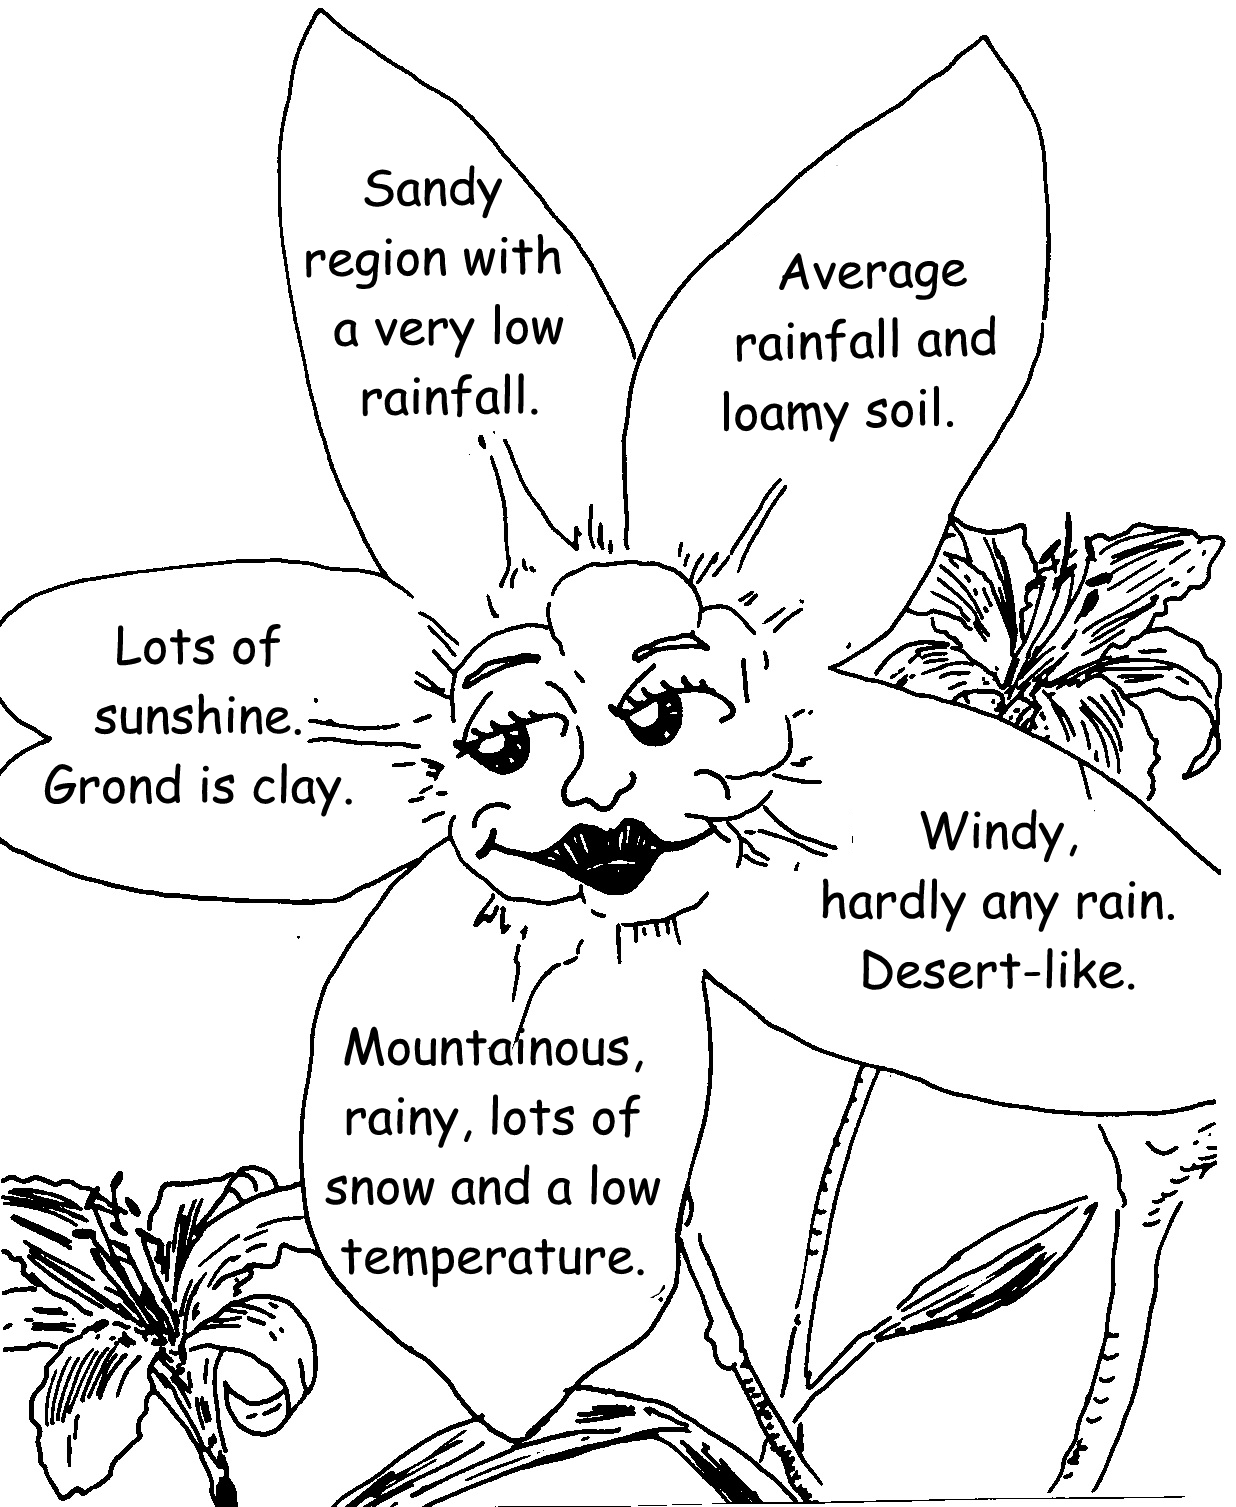 Sandy
region with
a very low
rainfall.
Average
rainfall and
loamy soil.
Lots of
sunshine.
Grond is clay.
Windy,
hardly any rain.
Desert-like.
Mountainous,
rainy, lots of
snow and a low
temperature.